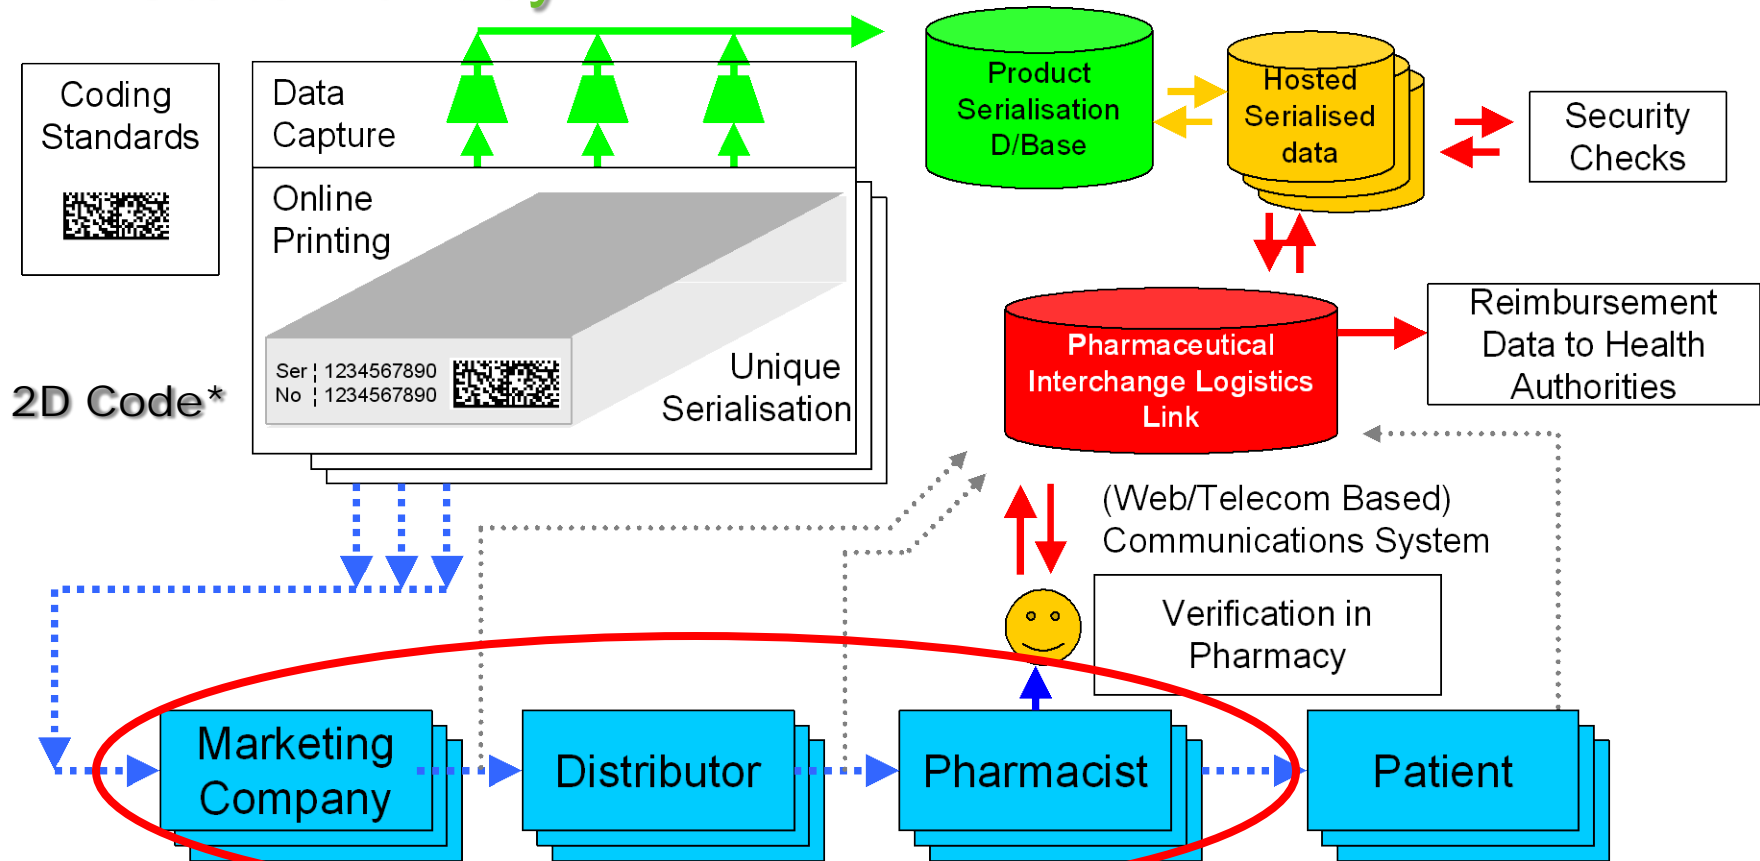 Coding
Standards
Data
Capture
Online
Printing
Ser 1234567890
No 1234567890
Unique
Serialisation
2D Code*
Product
Serialisation
D/Base
Hosted
Serialised
data
Security
Checks
Pharmaceutical
Interchange Logistics
Link
Reimbursement
Data to Health
Authorities
(Web/Telecom Based)
Communications System
Verification in
Pharmacy
Marketing
Company
Distributor
Pharmacist
Patient